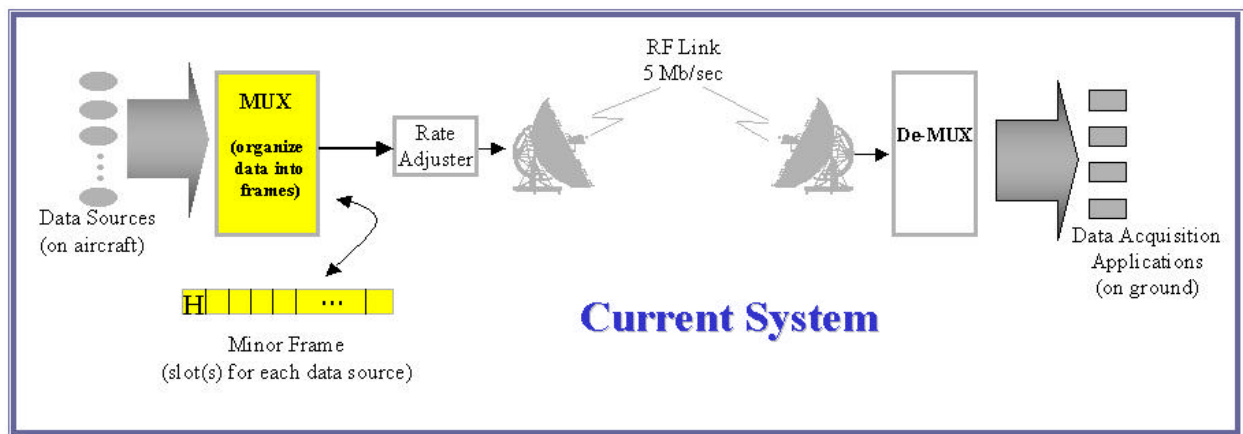 RF Link
5 Mb/sec
MUX
(organize
data into
frames)
Rate
Adjuster
De-MUX
Data Sources
(on aircraft)
Data Acquisition
Applications
(on ground)
H
...
Minor Frame
(slot(s) for each data source)
Current System